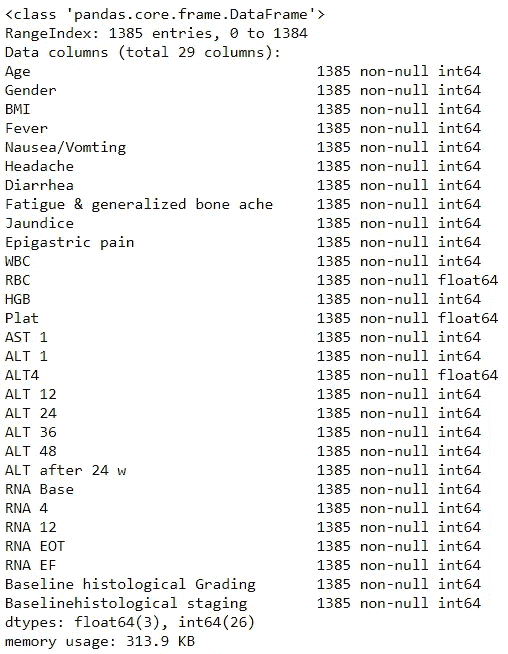 <class 'pandas.core.frame.DataFrame'>
RangeIndex: 1385 entries, 0 to 1384
Data columns (total 29 columns):
Age                                   1385 non-null int64
Gender                                1385 non-null int64
BMI                                   1385 non-null int64
Fever                                 1385 non-null int64
Nausea/Vomting                        1385 non-null int64
Headache                              1385 non-null int64
Diarrhea                              1385 non-null int64
Fatigue & generalized bone ache       1385 non-null int64
Jaundice                              1385 non-null int64
Epigastric pain                       1385 non-null int64
WBC                                   1385 non-null int64
RBC                                   1385 non-null float64
HGB                                   1385 non-null int64
Plat                                  1385 non-null float64
AST 1                                 1385 non-null int64
ALT 1                                 1385 non-null int64
ALT4                                  1385 non-null float64
ALT 12                                1385 non-null int64
ALT 24                                1385 non-null int64
ALT 36                                1385 non-null int64
ALT 48                                1385 non-null int64
ALT after 24 w                        1385 non-null int64
RNA Base                              1385 non-null int64
RNA 4                                 1385 non-null int64
RNA 12                                1385 non-null int64
RNA EOT                               1385 non-null int64
RNA EF                                1385 non-null int64
Baseline histological Grading         1385 non-null int64
Baselinehistological staging          1385 non-null int64
dtypes: float64(3), int64(26)
memory usage: 313.9 KB